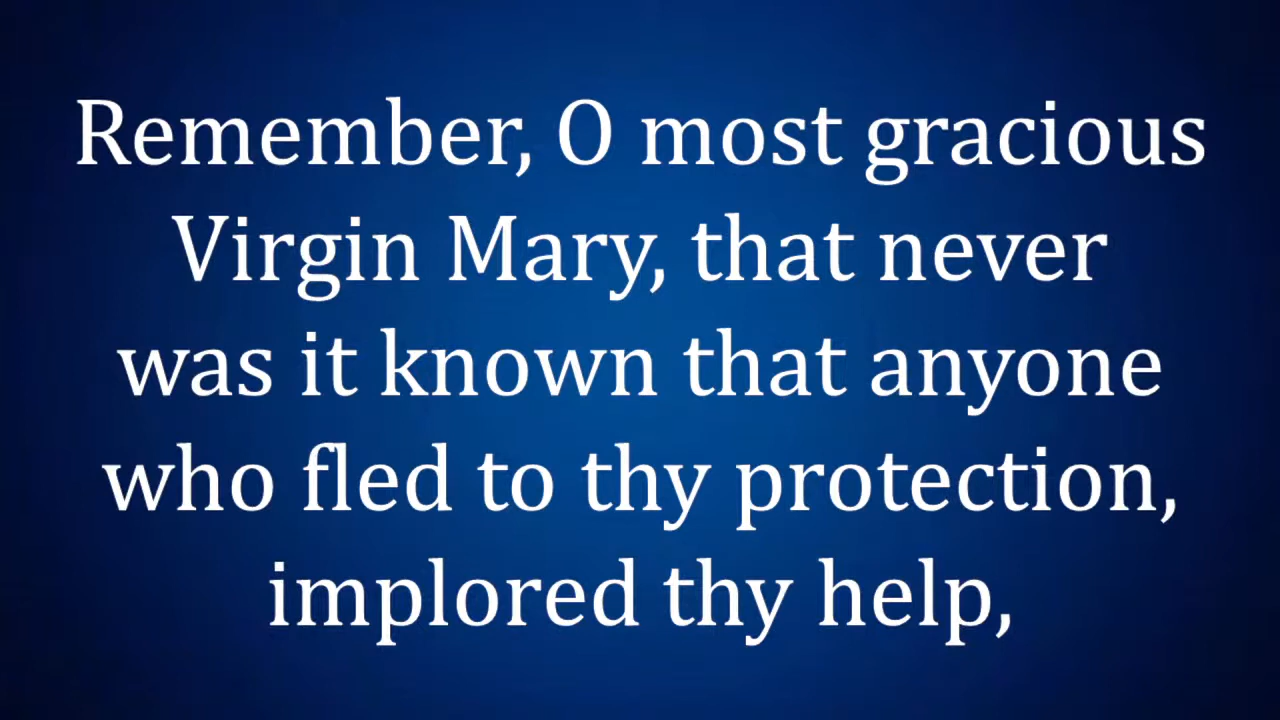 Remember, O most gracious
Virgin Mary, that never
was it known that anyone
who fled to thy protection,
implored thy help,